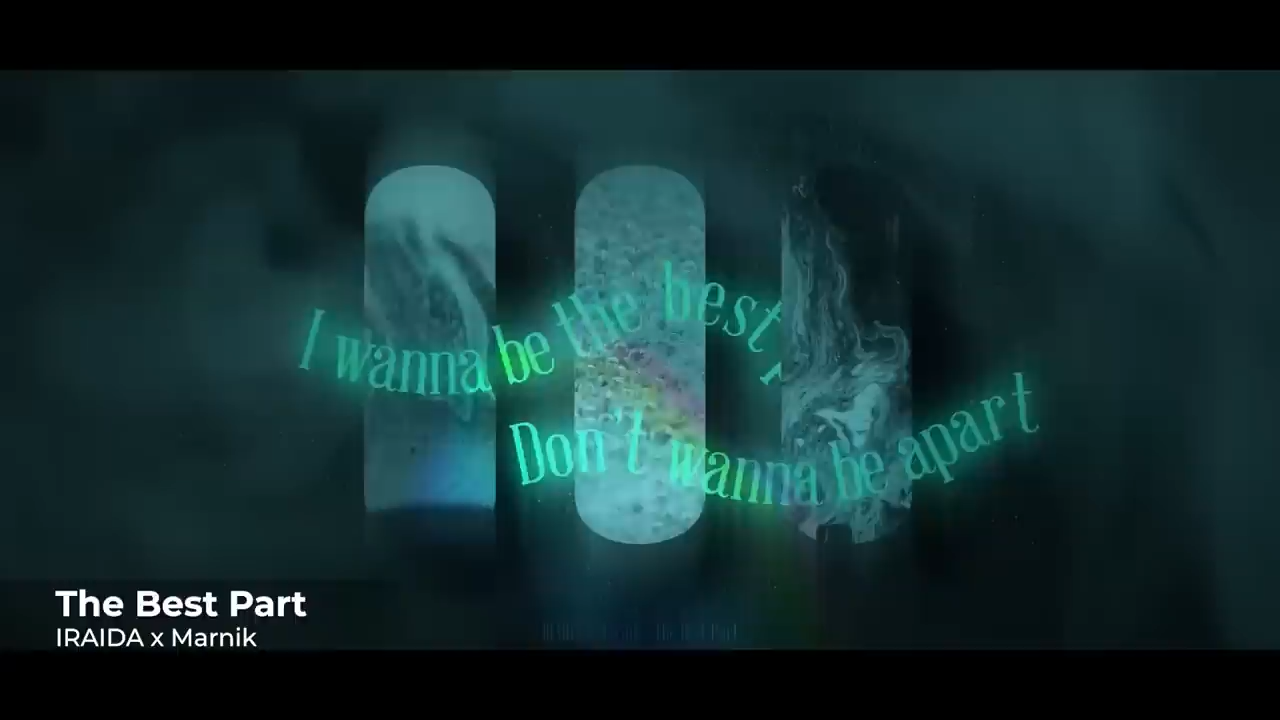 I wanna be the best
Don't wanna be apart
The Best Part
IRAIDA x Marnik